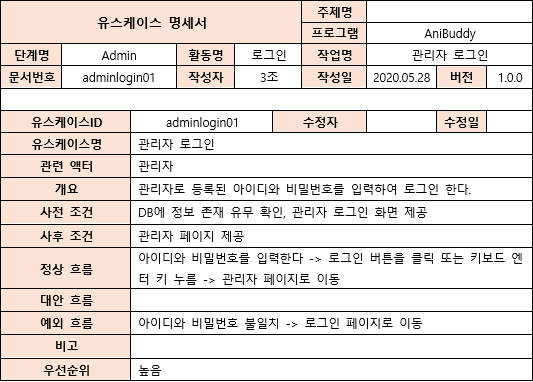 유스케이스 명세서
주제명
프로그램 AniBuddy
단계명 Admin 활동명 로그인 작업명 관리자 로그인
문서번호 adminlogin01 작성자 3조 작성일 2020.05.28 버전 1.0.0
유스케이스ID adminlogin01 수정자 수정일
유스케이스명 관리자 로그인
관련 액터 관리자
개요 관리자로 등록된 아이디와 비밀번호를 입력하여 로그인 한다.
사전 조건 DB에 정보 존재 유무 확인, 관리자 로그인 화면 제공
사후 조건 관리자 페이지 제공
정상 흐름 아이디와 비밀번호를 입력한다 -> 로그인 버튼을 클릭 또는 키보드 엔
터 키 누름 -> 관리자 페이지로 이동
대안 흐름
예외 흐름 아이디와 비밀번호 불일치 -> 로그인 페이지로 이동
비고
우선순위 높음